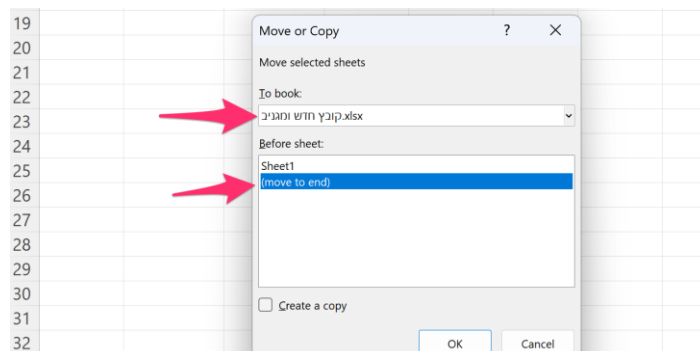 19
20
21
22
23
24
25
26
27
28
29
30
31
32
Move or Copy ? ×
Move selected sheets
To book:
קובץ חדש ומגניב.xlsx
Before sheet:
Sheet1
(move to end)
Create a copy
OK Cancel